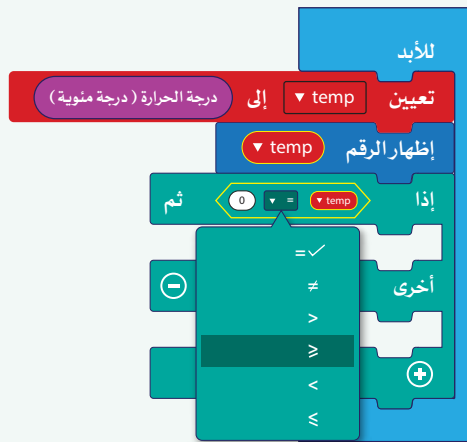 للأبد
تعيين temp ▼ إلى درجة الحرارة ( درجة مئوية )
إظهار الرقم temp ▼
إذا temp ▼ = ▼ 0 ثم
✓ =
≠
أخرى
>
⩾
<
⩽